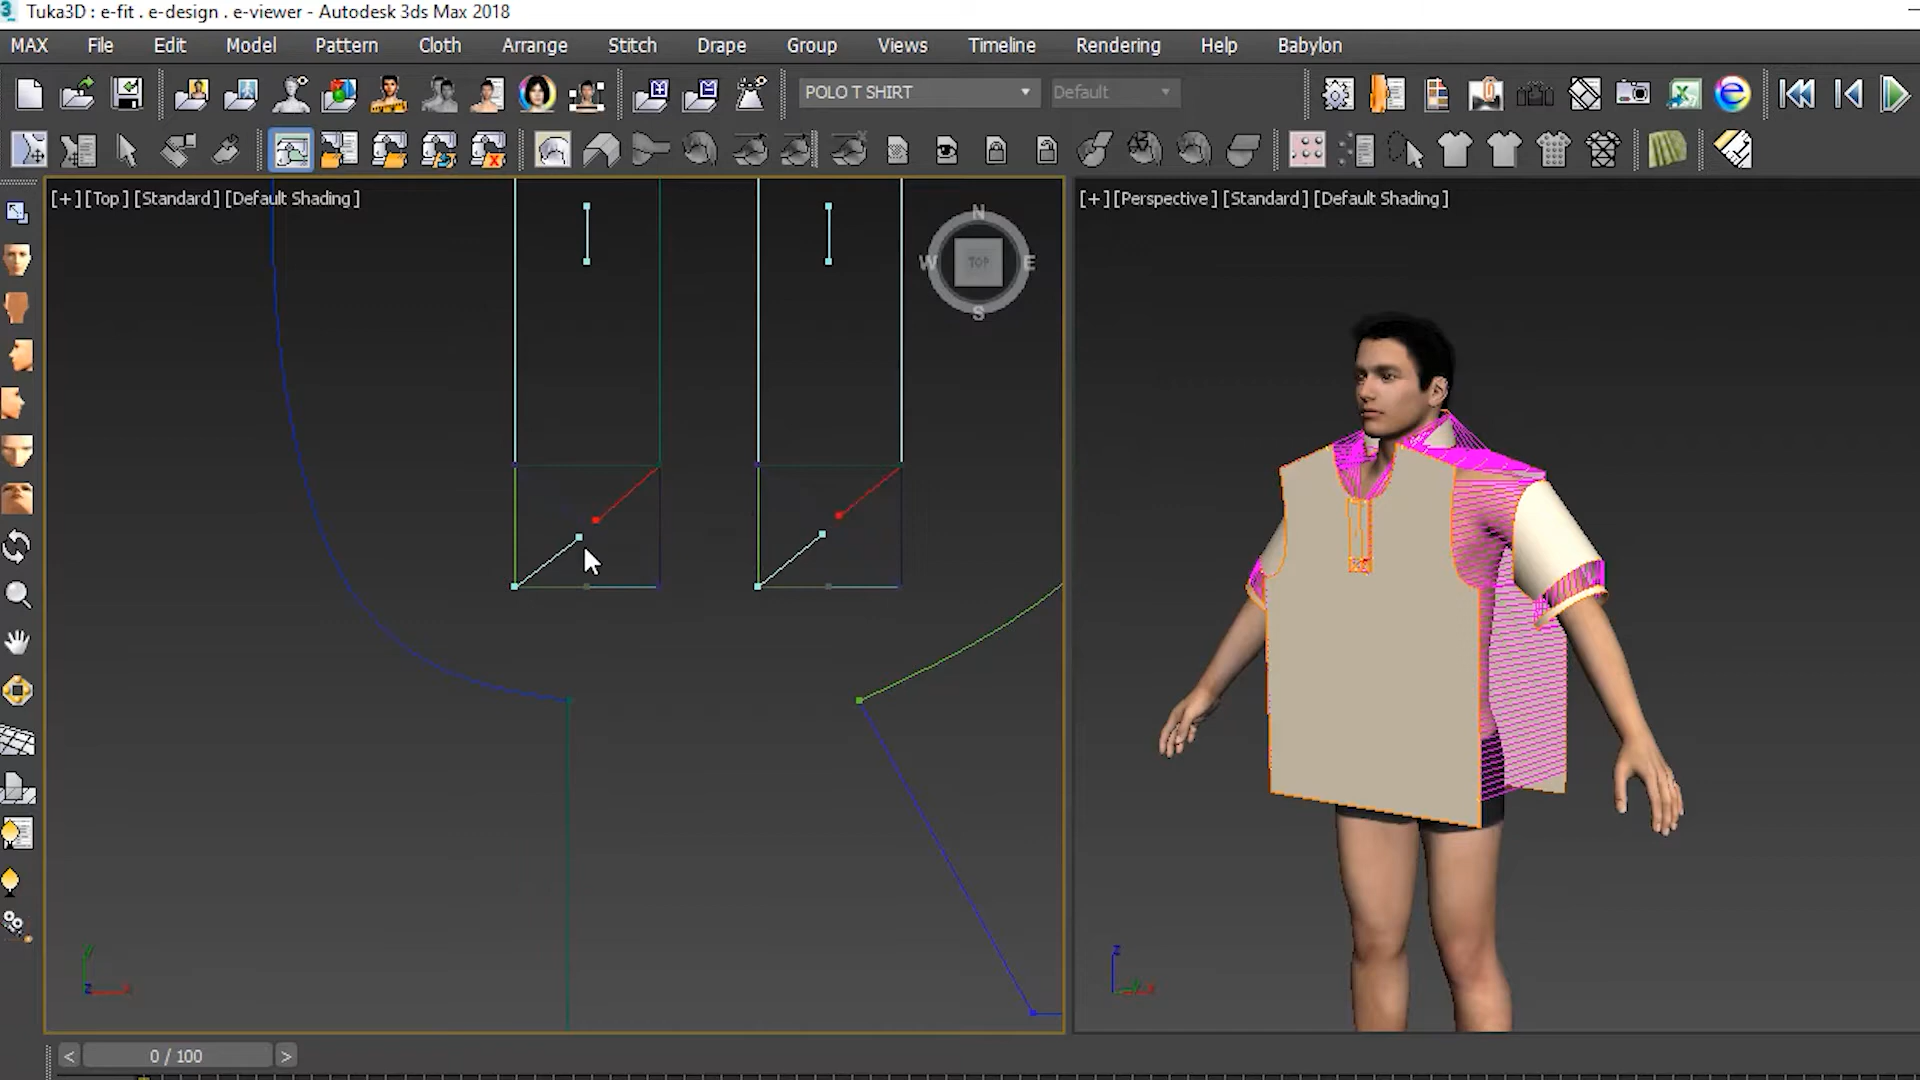 Tuka3D : e-fit . e-design . e-viewer - Autodesk 3ds Max 2018
MAX File Edit Model Pattern Cloth Arrange Stitch Drape Group Views Timeline Rendering Help Babylon
POLO T SHIRT Default
[+] [Top] [Standard] [Default Shading]
[+] [Perspective] [Standard] [Default Shading]
N
W TOP E
S
y
z x
z
y x
< 0 / 100 >